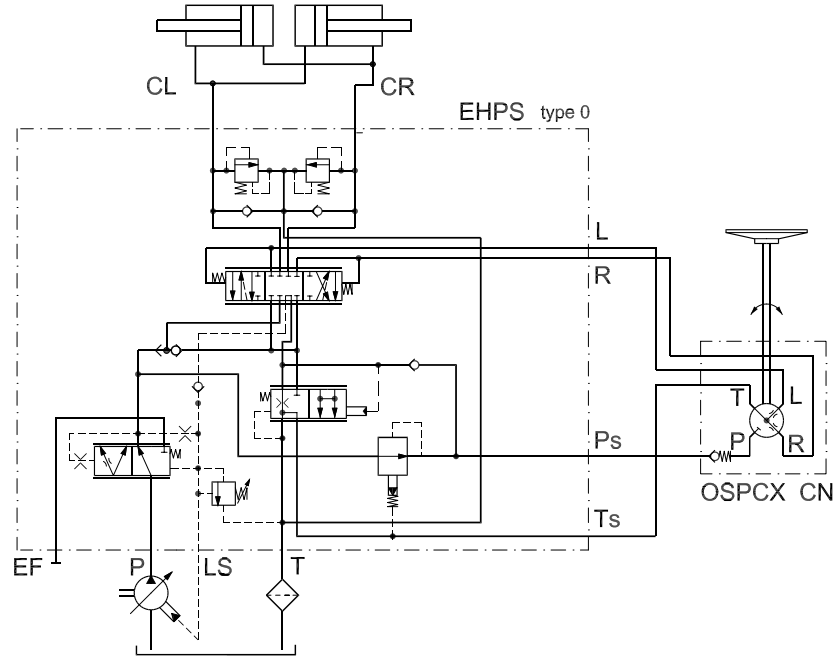 CL
CR
EHPS type 0
L
R
T L
P R
Ps
OSPCX CN
Ts
EF P LS T